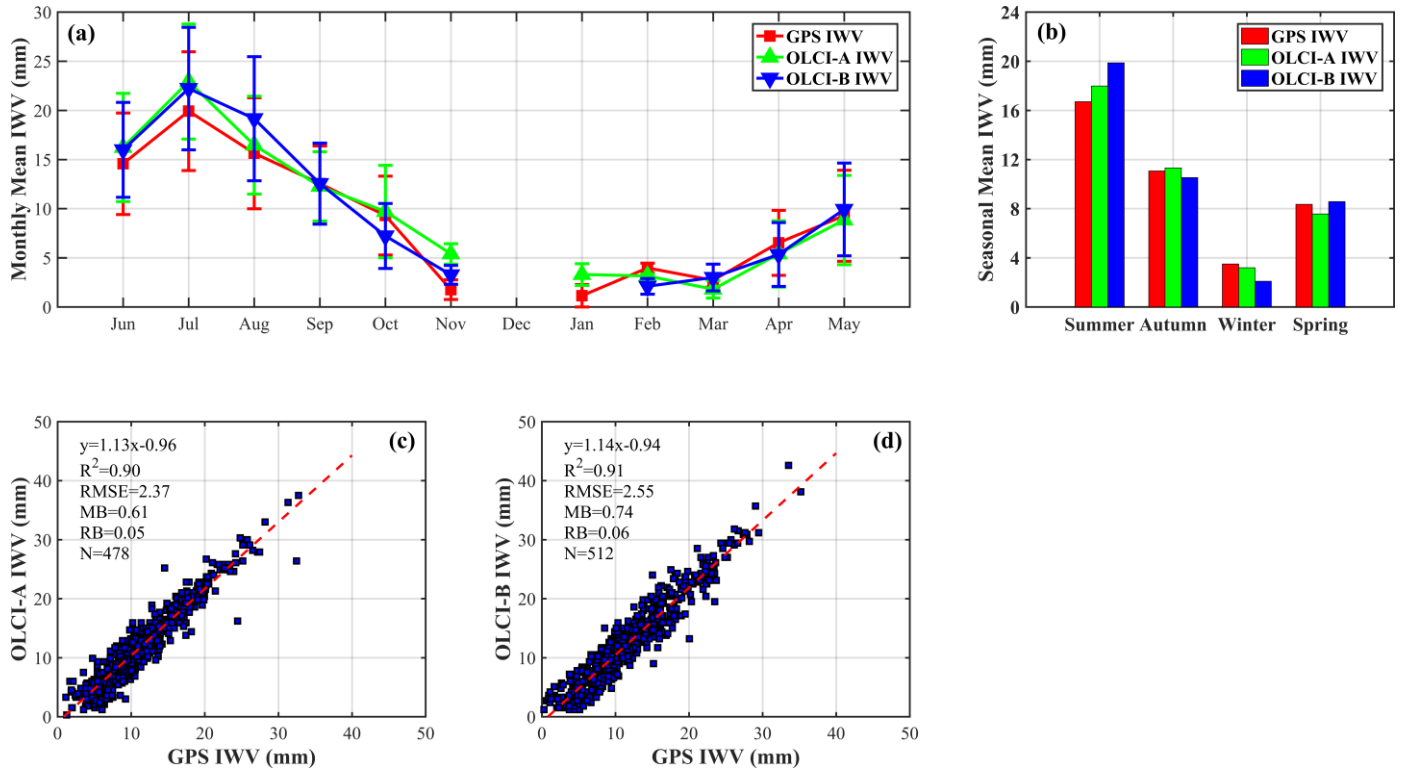 (a)
GPS IWV
OLCI-A IWV
OLCI-B IWV
Monthly Mean IWV (mm)
30
25
20
15
10
5
0
Jun Jul Aug Sep Oct Nov Dec Jan Feb Mar Apr May
(b)
GPS IWV
OLCI-A IWV
OLCI-B IWV
Seasonal Mean IWV (mm)
24
20
16
12
8
4
0
Summer Autumn Winter Spring
(c)
y=1.13x-0.96
R²=0.90
RMSE=2.37
MB=0.61
RB=0.05
N=478
OLCI-A IWV (mm)
50
40
30
20
10
0
0 10 20 30 40 50
GPS IWV (mm)
(d)
y=1.14x-0.94
R²=0.91
RMSE=2.55
MB=0.74
RB=0.06
N=512
OLCI-B IWV (mm)
50
40
30
20
10
0
0 10 20 30 40 50
GPS IWV (mm)